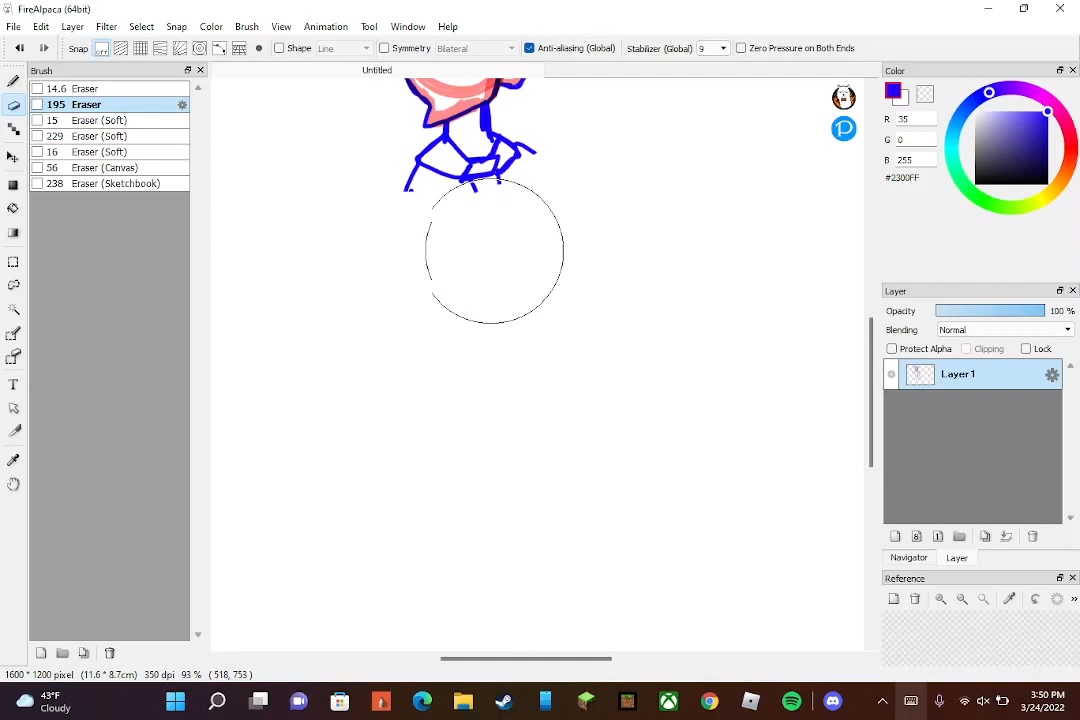 FireAlpaca (64bit)
File Edit Layer Filter Select Snap Color Brush View Animation Tool Window Help
Snap OFF Shape Line Symmetry Bilateral Anti-aliasing (Global) Stabilizer (Global) 9 Zero Pressure on Both Ends
Brush
Untitled
Color
14.6 Eraser
195 Eraser
15 Eraser (Soft)
229 Eraser (Soft)
16 Eraser (Soft)
56 Eraser (Canvas)
238 Eraser (Sketchbook)
R 35
G 0
B 255
#2300FF
Layer
Opacity 100 %
Blending Normal
Protect Alpha Clipping Lock
Layer1
Navigator Layer
Reference
1600 * 1200 pixel (11.6 * 8.7cm) 350 dpi 93 % ( 518, 753 )
43°F
Cloudy
3:50 PM
3/24/2022